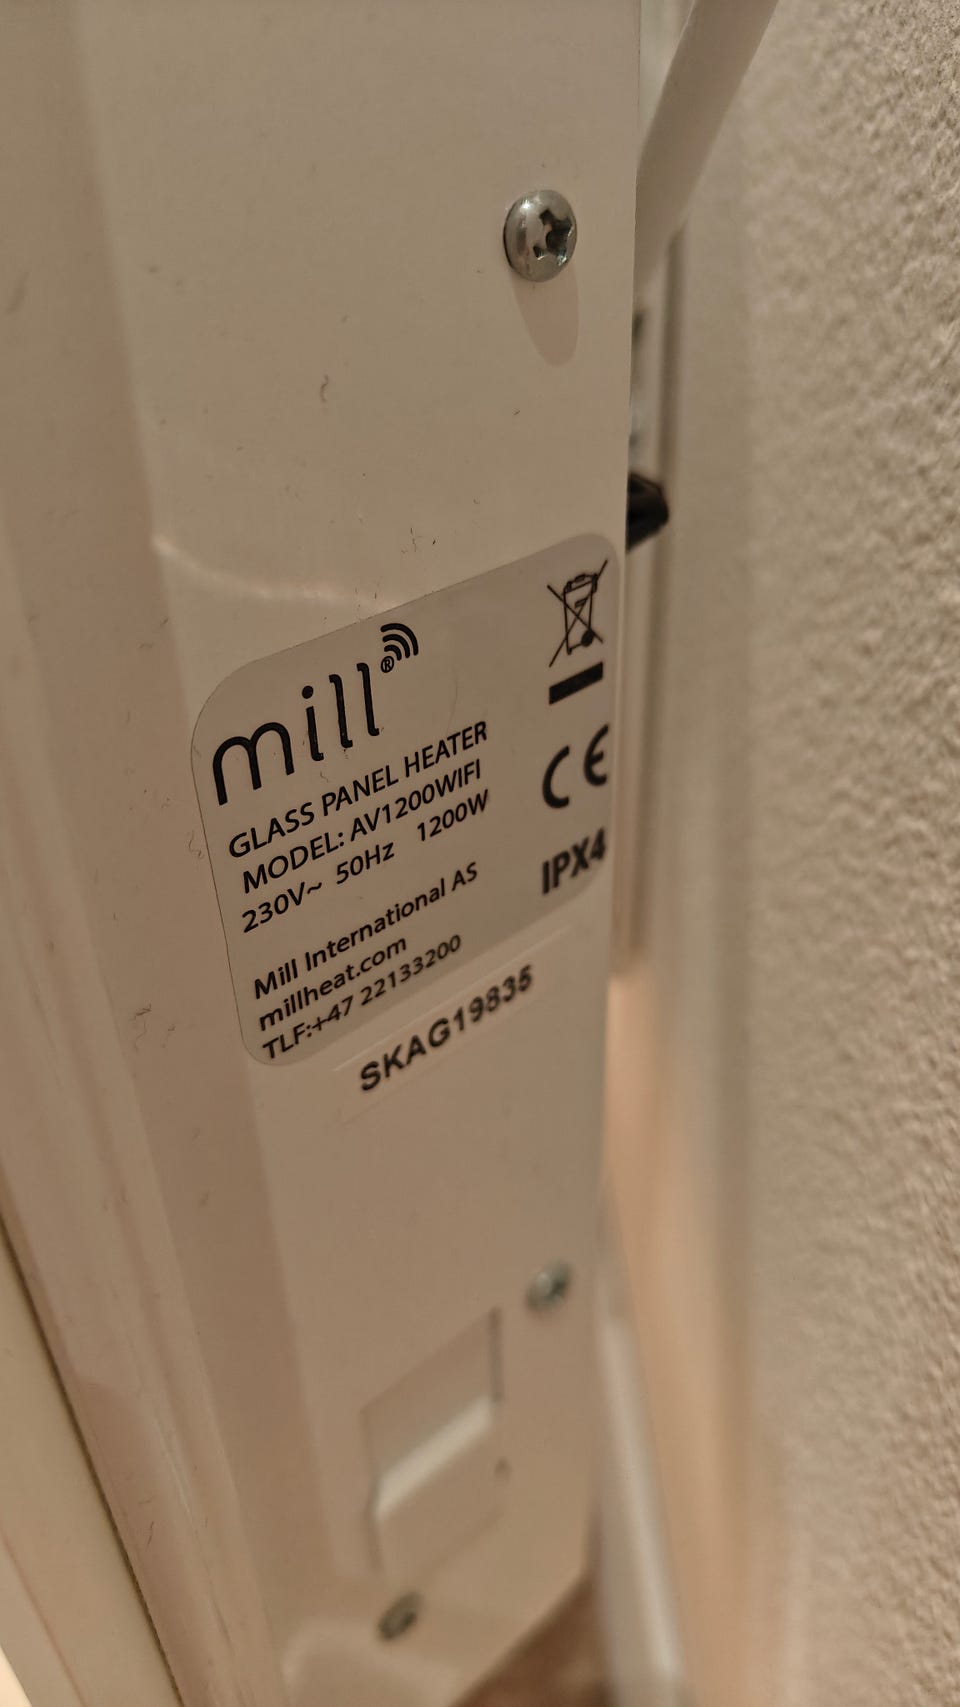 mill®
GLASS PANEL HEATER
MODEL: AV1200WIFI
230V~ 50Hz 1200W
Mill International AS
millheat.com
TLF:+47 22133200
CE
IPX4
SKAG19835